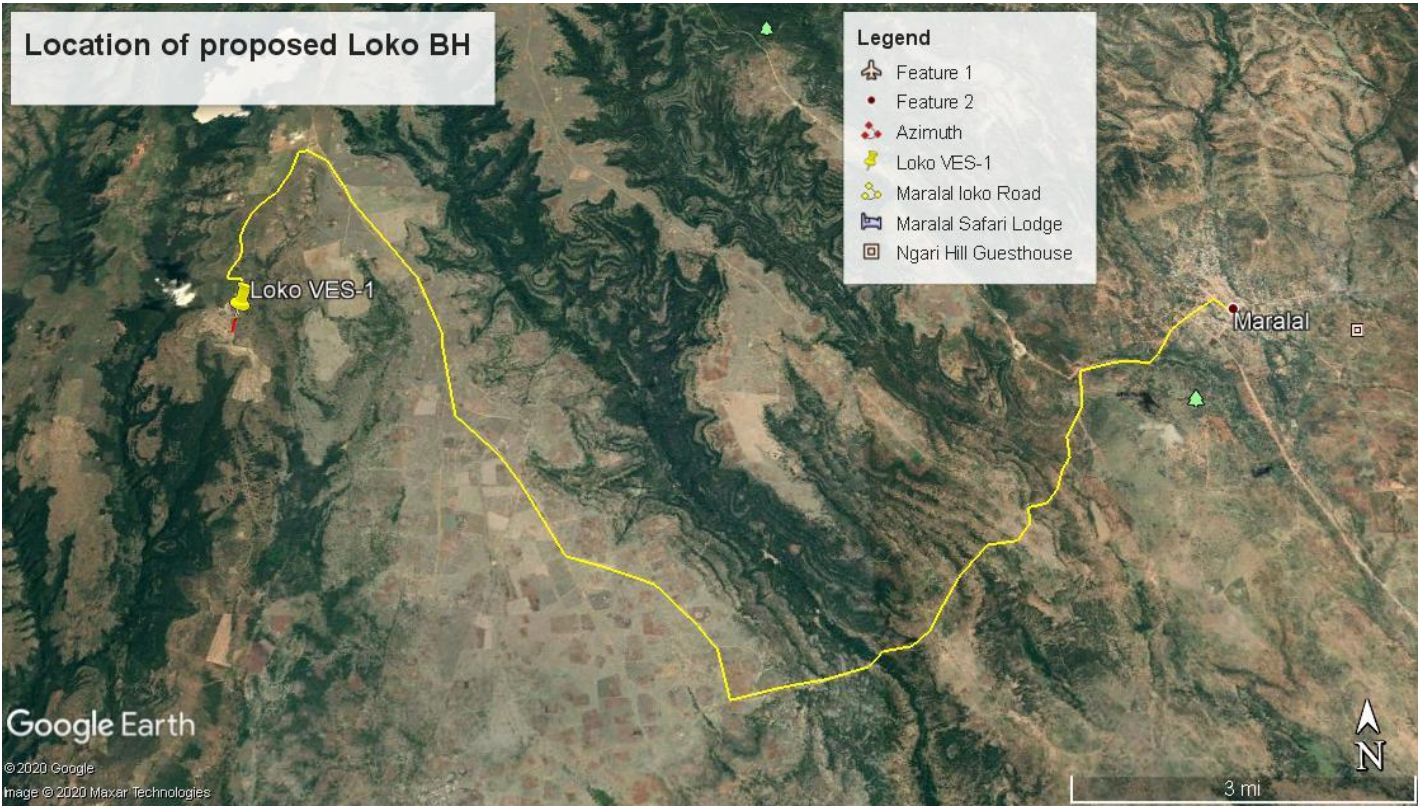 Location of proposed Loko BH
Legend
Feature 1
Feature 2
Azimuth
Loko VES-1
Maralal loko Road
Maralal Safari Lodge
Ngari Hill Guesthouse
Loko VES-1
Maralal
Google Earth
©2020 Google
Image © 2020 Maxar Technologies
N
3 mi